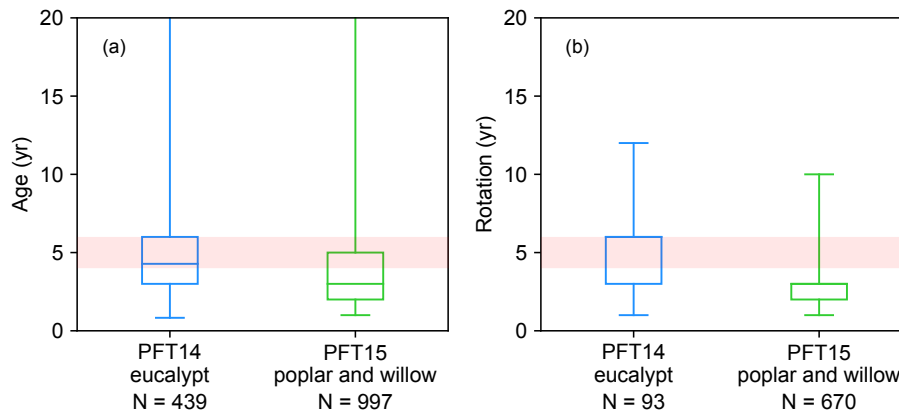 (a)
Age (yr)
20
15
10
5
0
PFT14
eucalypt
N = 439
PFT15
poplar and willow
N = 997
(b)
Rotation (yr)
20
15
10
5
0
PFT14
eucalypt
N = 93
PFT15
poplar and willow
N = 670